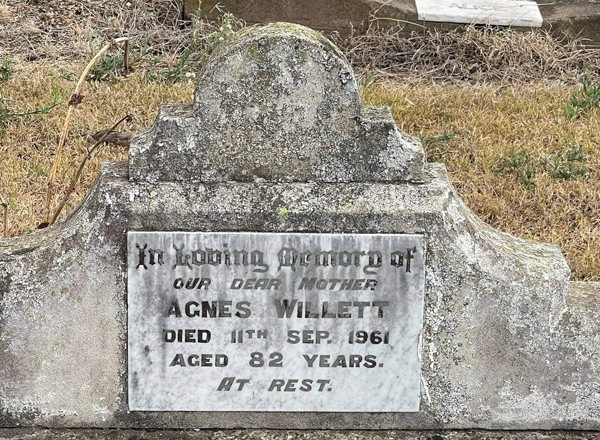 In Loving Memory of
OUR DEAR MOTHER
AGNES WILLETT
DIED 11TH SEP. 1961
AGED 82 YEARS.
AT REST.